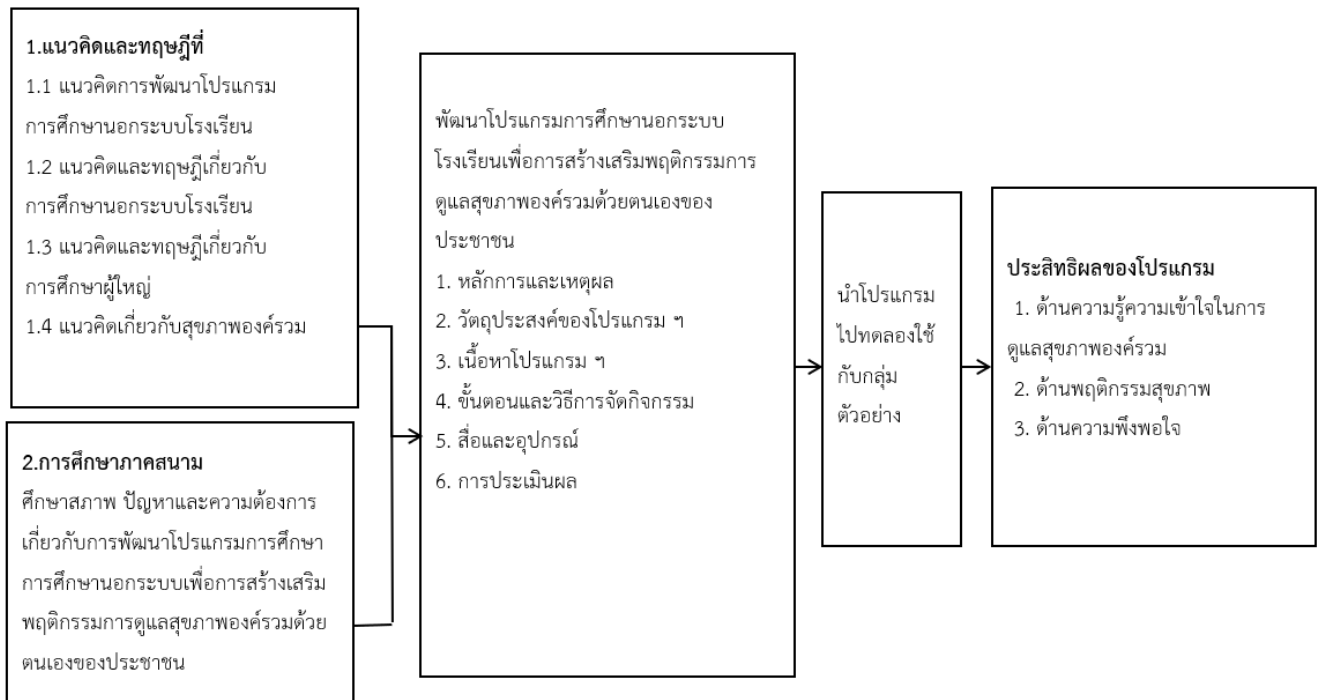 1.แนวคิดและทฤษฎีที่
1.1 แนวคิดการพัฒนาโปรแกรม
การศึกษานอกระบบโรงเรียน
1.2 แนวคิดและทฤษฎีเกี่ยวกับ
การศึกษานอกระบบโรงเรียน
1.3 แนวคิดและทฤษฎีเกี่ยวกับ
การศึกษาผู้ใหญ่
1.4 แนวคิดเกี่ยวกับสุขภาพองค์รวม
2.การศึกษาภาคสนาม
ศึกษาสภาพ ปัญหาและความต้องการ
เกี่ยวกับการพัฒนาโปรแกรมการศึกษา
การศึกษานอกระบบเพื่อการสร้างเสริม
พฤติกรรมการดูแลสุขภาพองค์รวมด้วย
ตนเองของประชาชน
พัฒนาโปรแกรมการศึกษานอกระบบ
โรงเรียนเพื่อการสร้างเสริมพฤติกรรมการ
ดูแลสุขภาพองค์รวมด้วยตนเองของ
ประชาชน
1. หลักการและเหตุผล
2. วัตถุประสงค์ของโปรแกรม ฯ
3. เนื้อหาโปรแกรม ฯ
4. ขั้นตอนและวิธีการจัดกิจกรรม
5. สื่อและอุปกรณ์
6. การประเมินผล
นำโปรแกรม
ไปทดลองใช้
กับกลุ่ม
ตัวอย่าง
ประสิทธิผลของโปรแกรม
1. ด้านความรู้ความเข้าใจในการ
ดูแลสุขภาพองค์รวม
2. ด้านพฤติกรรมสุขภาพ
3. ด้านความพึงพอใจ